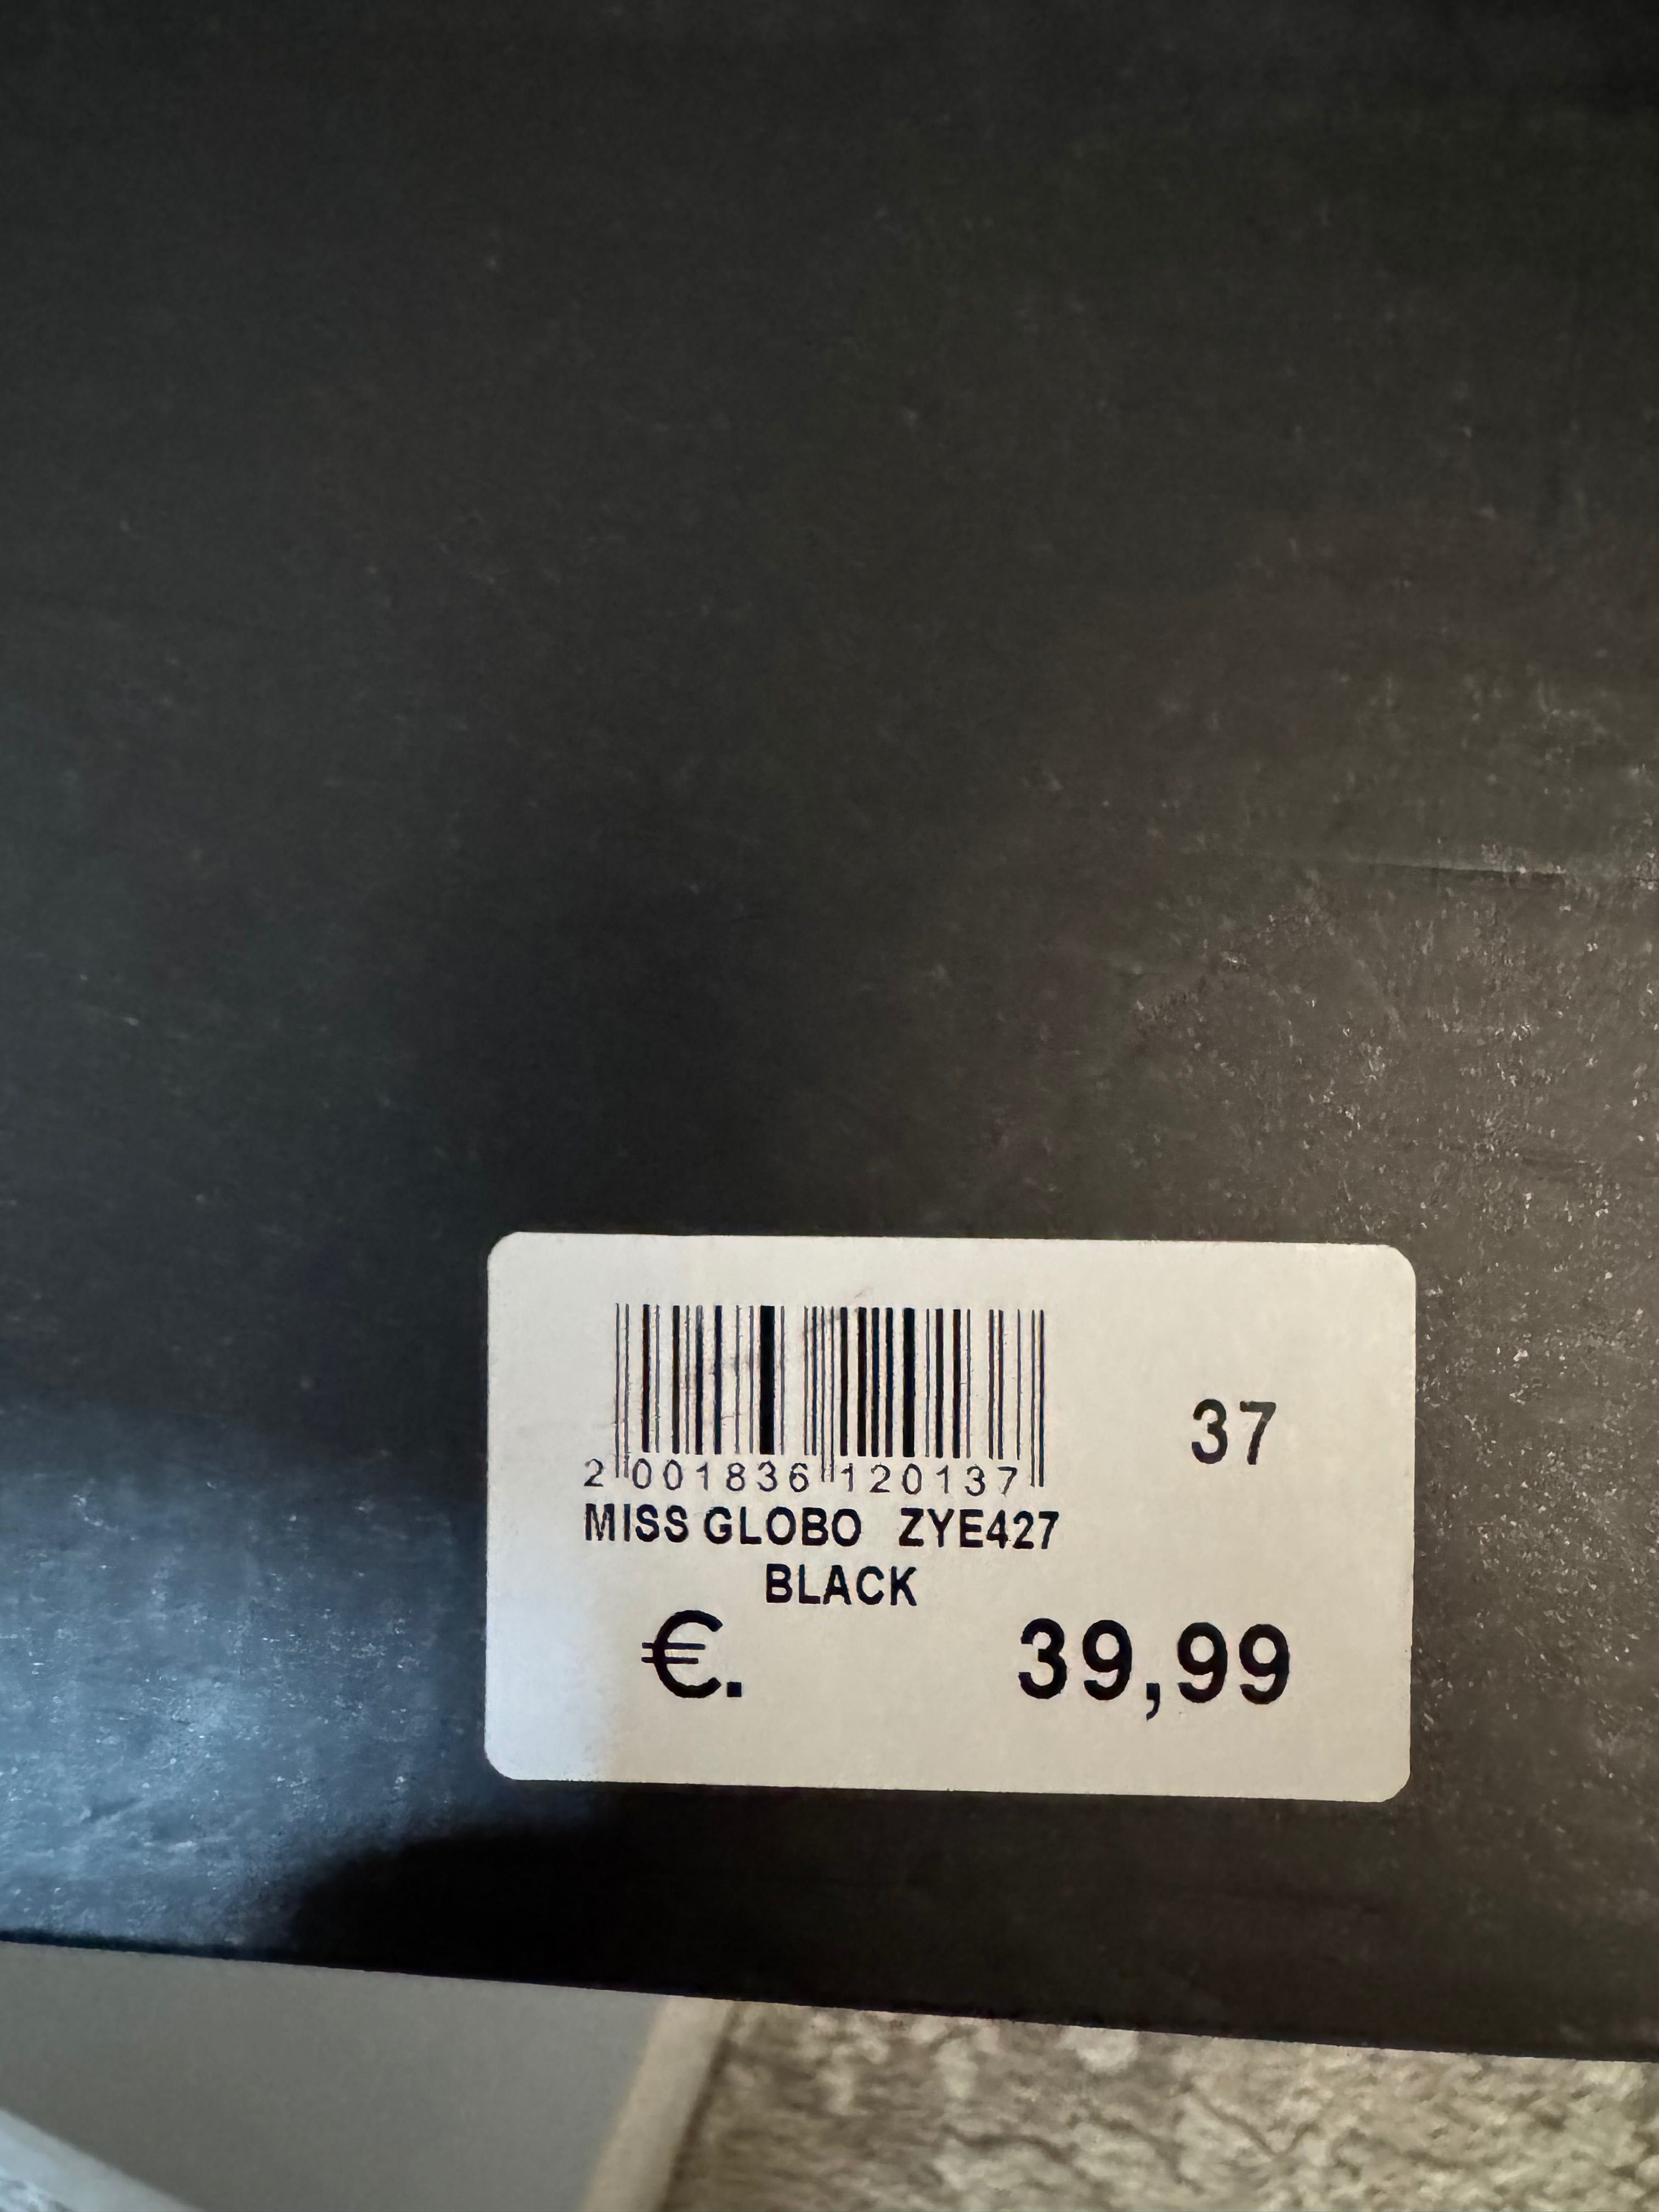 37
2 001836 120137
MISS GLOBO ZYE427
BLACK
€. 39,99